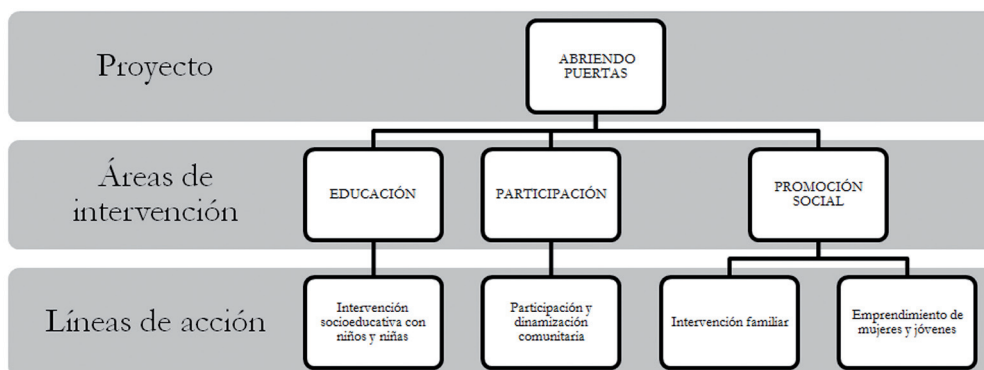 Proyecto
ABRIENDO
PUERTAS
Áreas de
intervención
EDUCACIÓN
PARTICIPACIÓN
PROMOCIÓN
SOCIAL
Líneas de acción
Intervención
socioeducativa con
niños y niñas
Participación y
dinamización
comunitaria
Intervención familiar
Emprendimiento de
mujeres y jóvenes